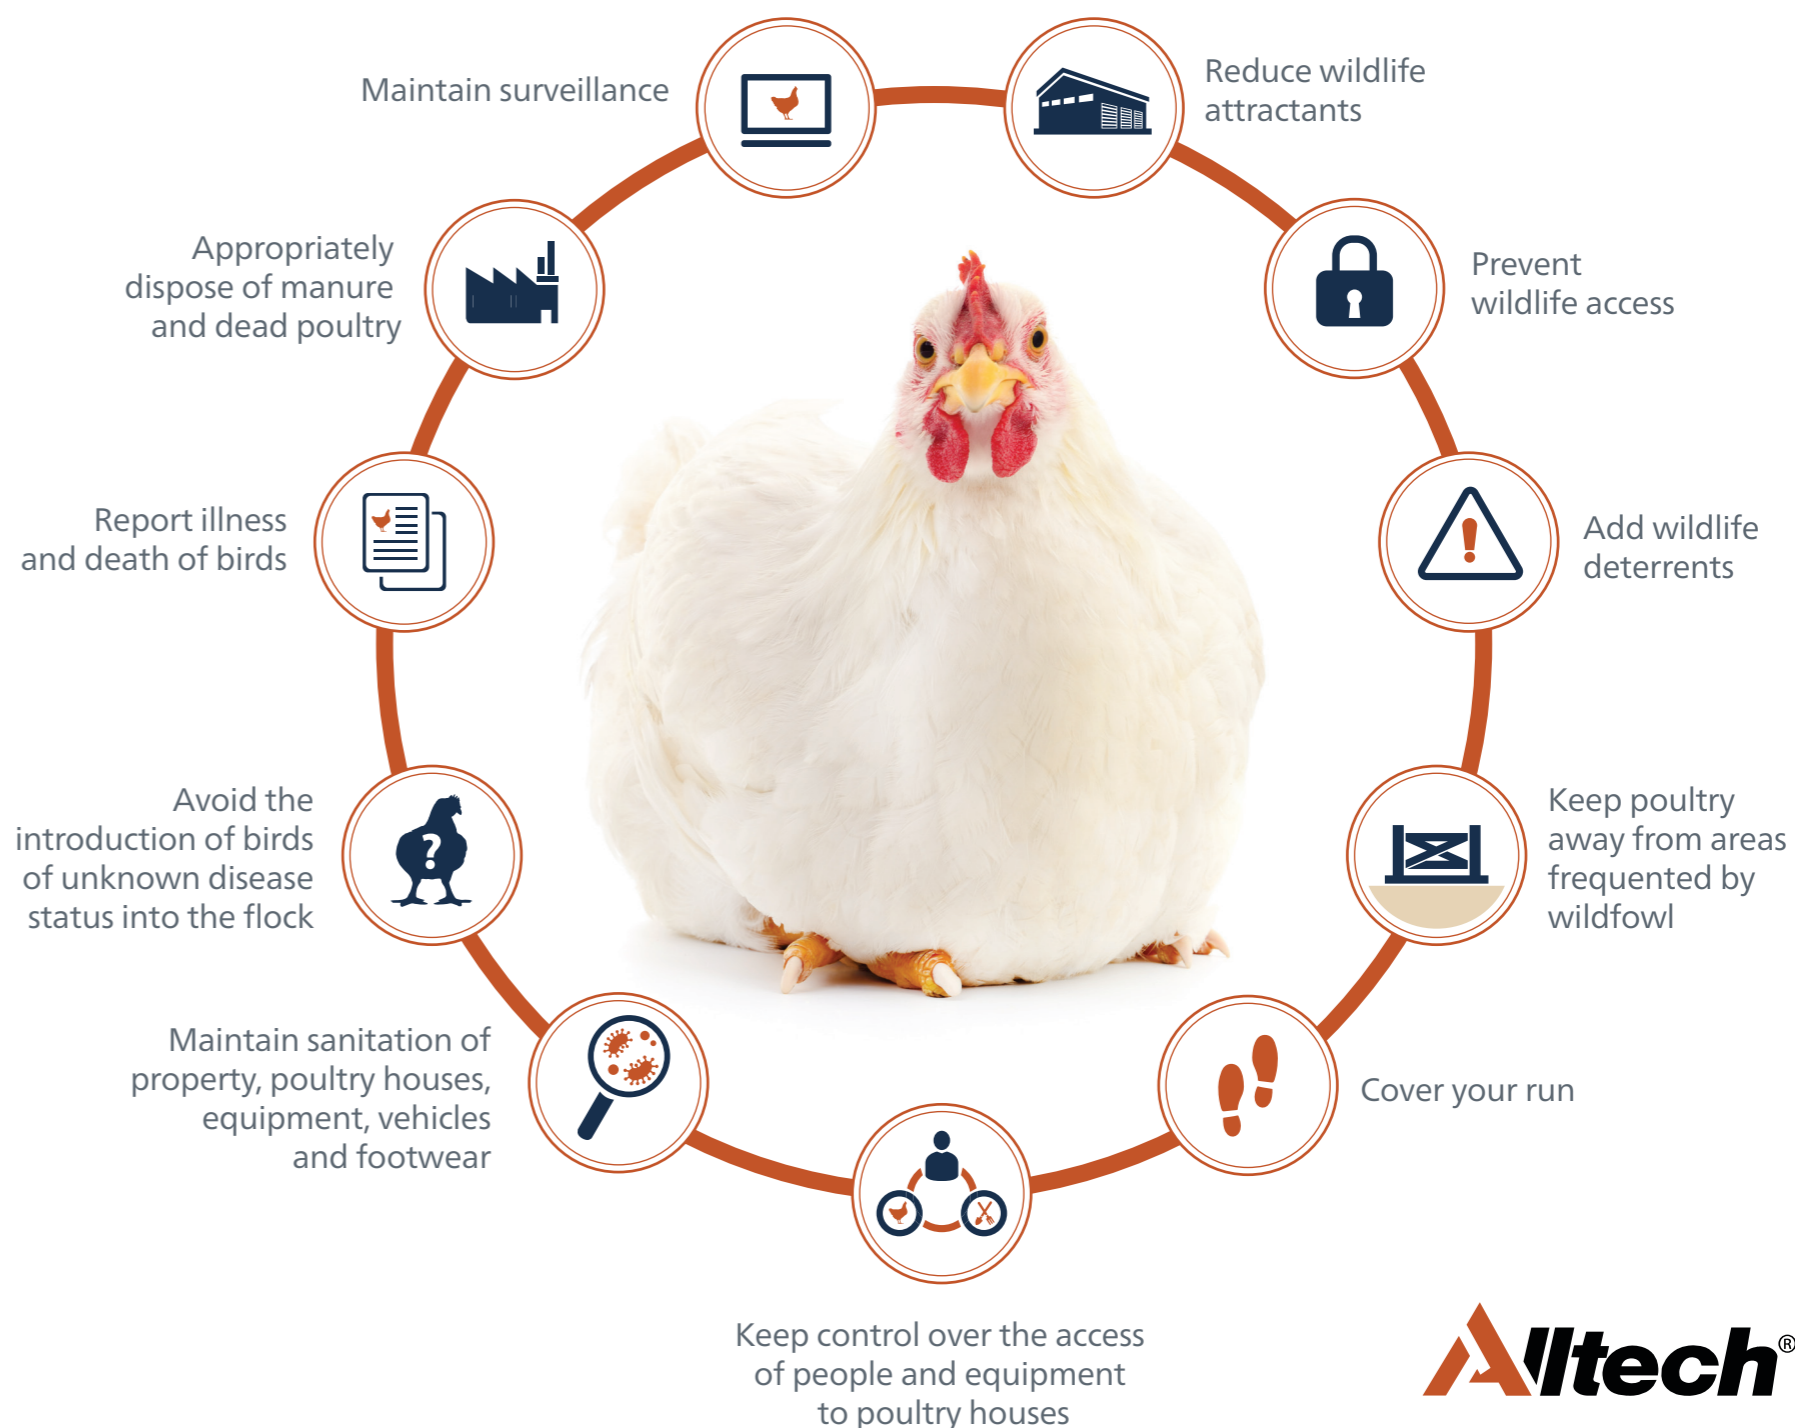 Maintain surveillance
Reduce wildlife
attractants
Prevent
wildlife access
Add wildlife
deterrents
Keep poultry
away from areas
frequented by
wildfowl
Cover your run
Keep control over the access
of people and equipment
to poultry houses
Maintain sanitation of
property, poultry houses,
equipment, vehicles
and footwear
Avoid the
introduction of birds
of unknown disease
status into the flock
?
Report illness
and death of birds
Appropriately
dispose of manure
and dead poultry
Alltech®